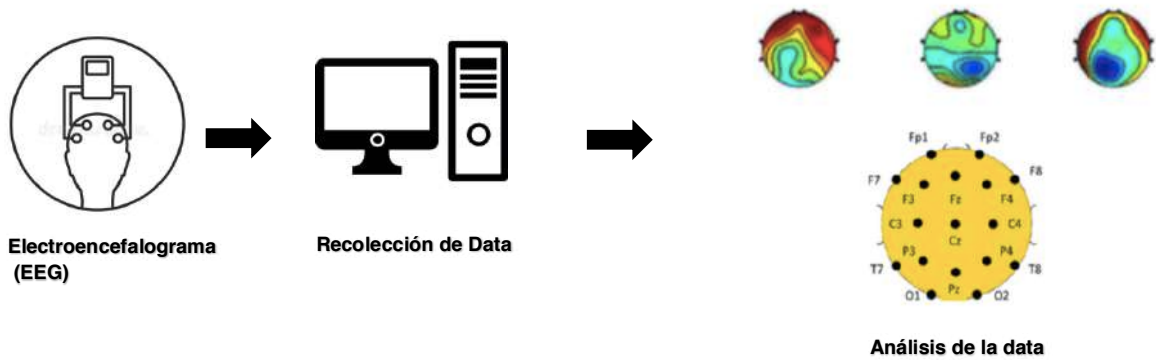 Electroencefalograma
(EEG)
Recolección de Data
Fp1 Fp2
F7 F8
F3 Fz F4
C3 Cz C4
P3 P4
T7 T8
Pz
O1 O2
Análisis de la data